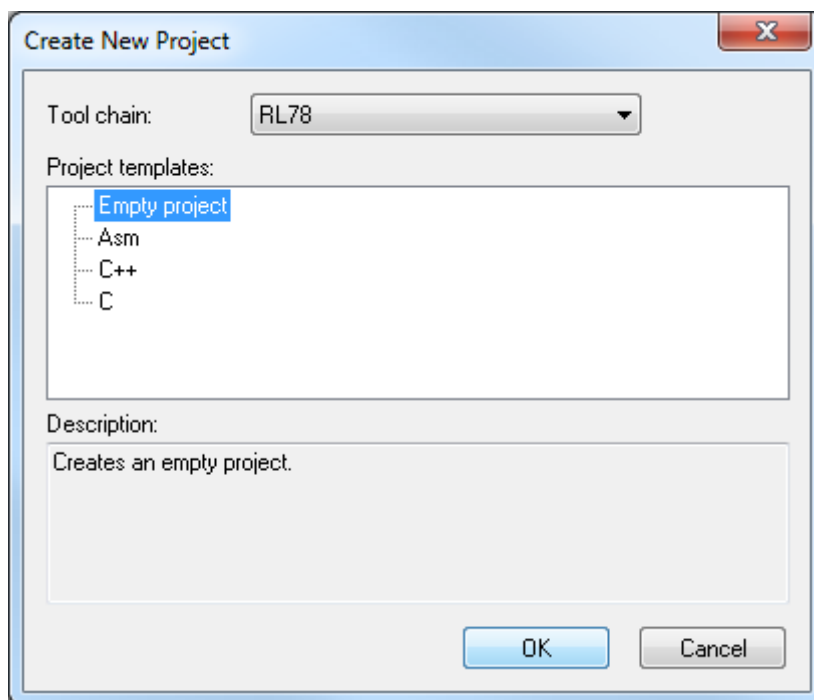 Create New Project
Tool chain: RL78
Project templates:
Empty project
Asm
C++
C
Description:
Creates an empty project.
OK Cancel